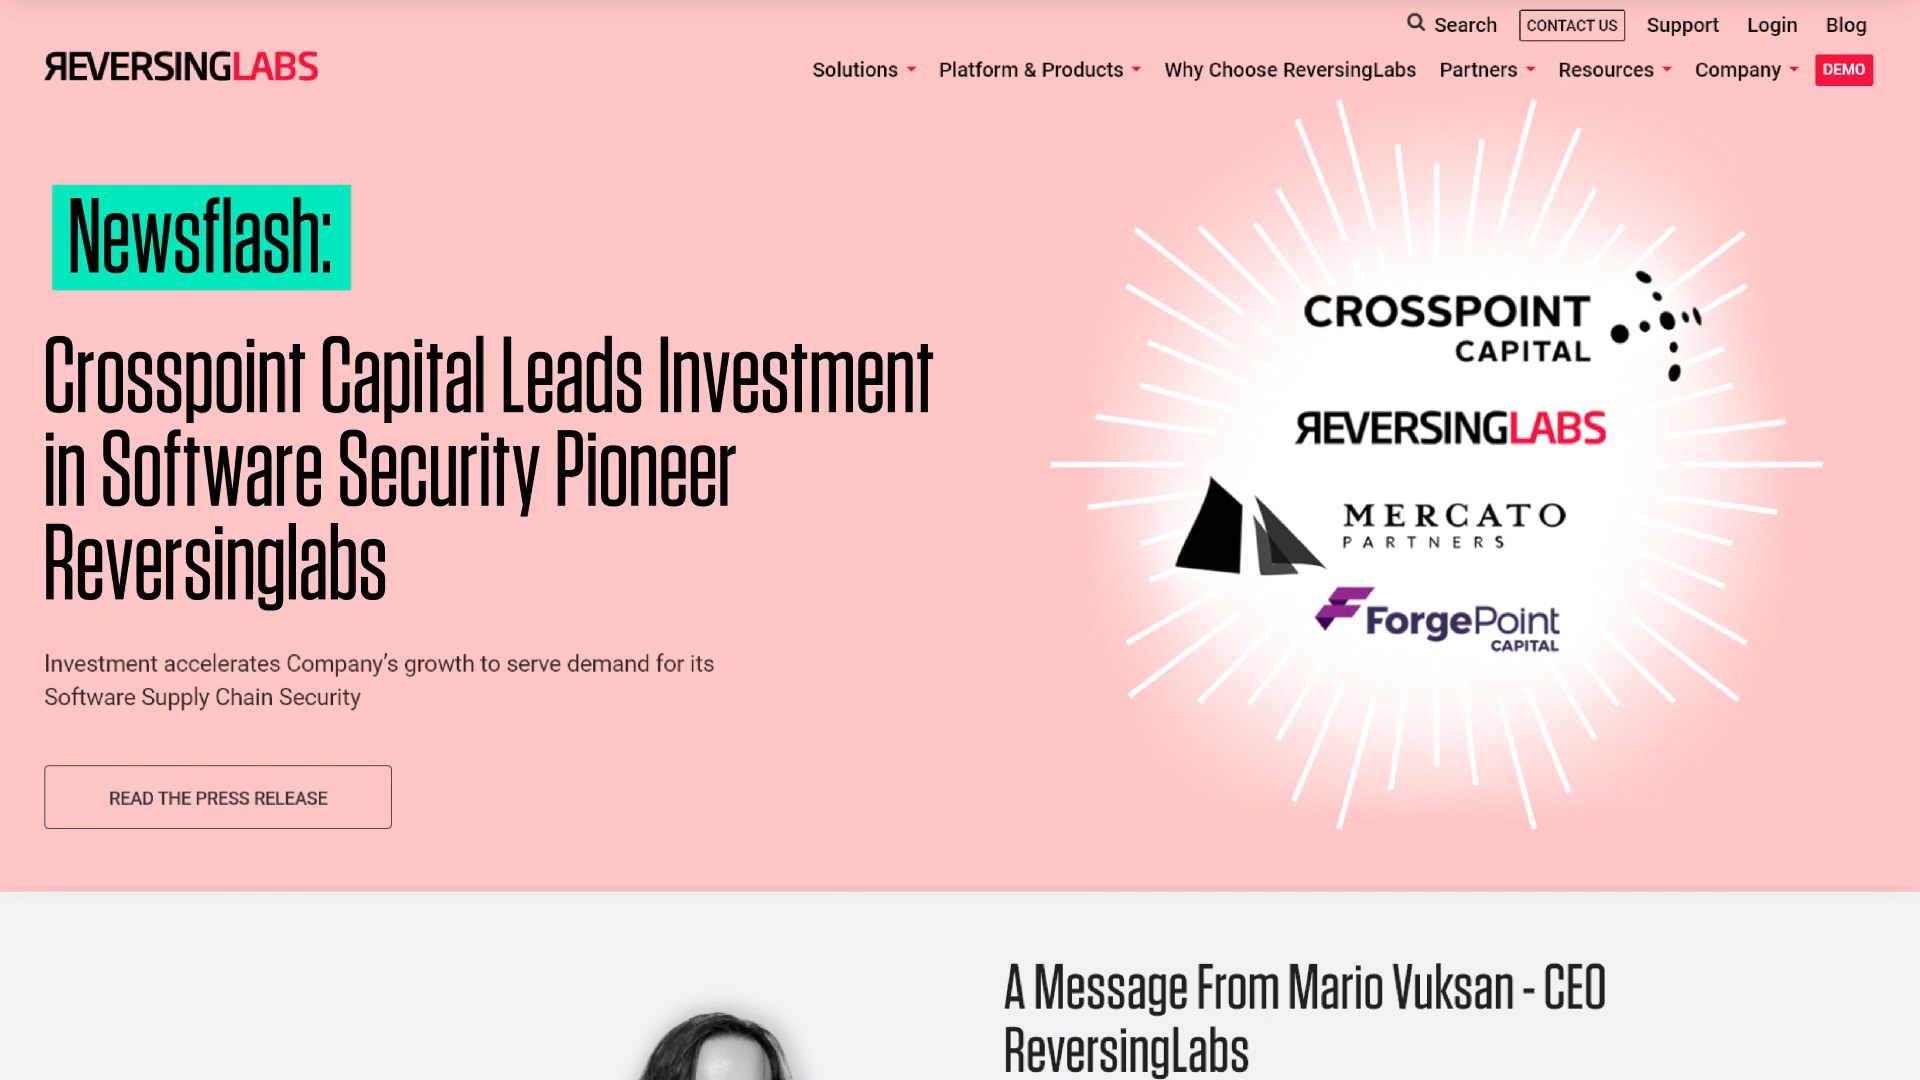 Search CONTACT US Support Login Blog
REVERSINGLABS
Solutions Platform & Products Why Choose ReversingLabs Partners Resources Company DEMO
Newsflash:
Crosspoint Capital Leads Investment
in Software Security Pioneer
Reversinglabs
Investment accelerates Company's growth to serve demand for its
Software Supply Chain Security
READ THE PRESS RELEASE
CROSSPOINT
CAPITAL
REVERSINGLABS
MERCATO
PARTNERS
ForgePoint
CAPITAL
A Message From Mario Vuksan - CEO
ReversingLabs